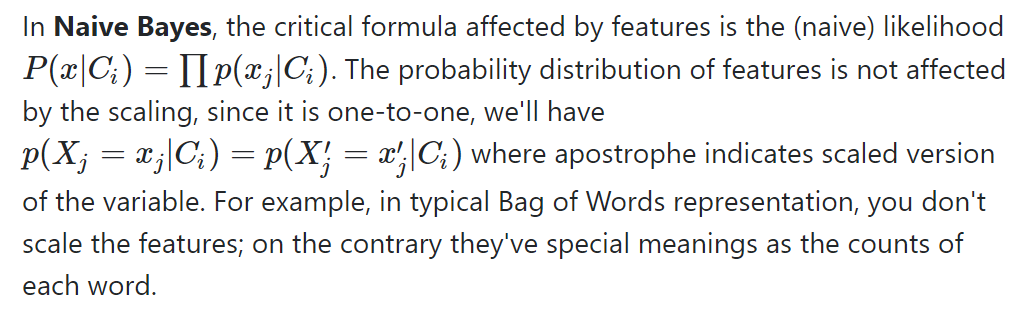 In Naive Bayes, the critical formula affected by features is the (naive) likelihood
P(x|C_i) = ∏ p(x_j|C_i). The probability distribution of features is not affected
by the scaling, since it is one-to-one, we'll have
p(X_j = x_j|C_i) = p(X'_j = x'_j|C_i) where apostrophe indicates scaled version
of the variable. For example, in typical Bag of Words representation, you don't
scale the features; on the contrary they've special meanings as the counts of
each word.